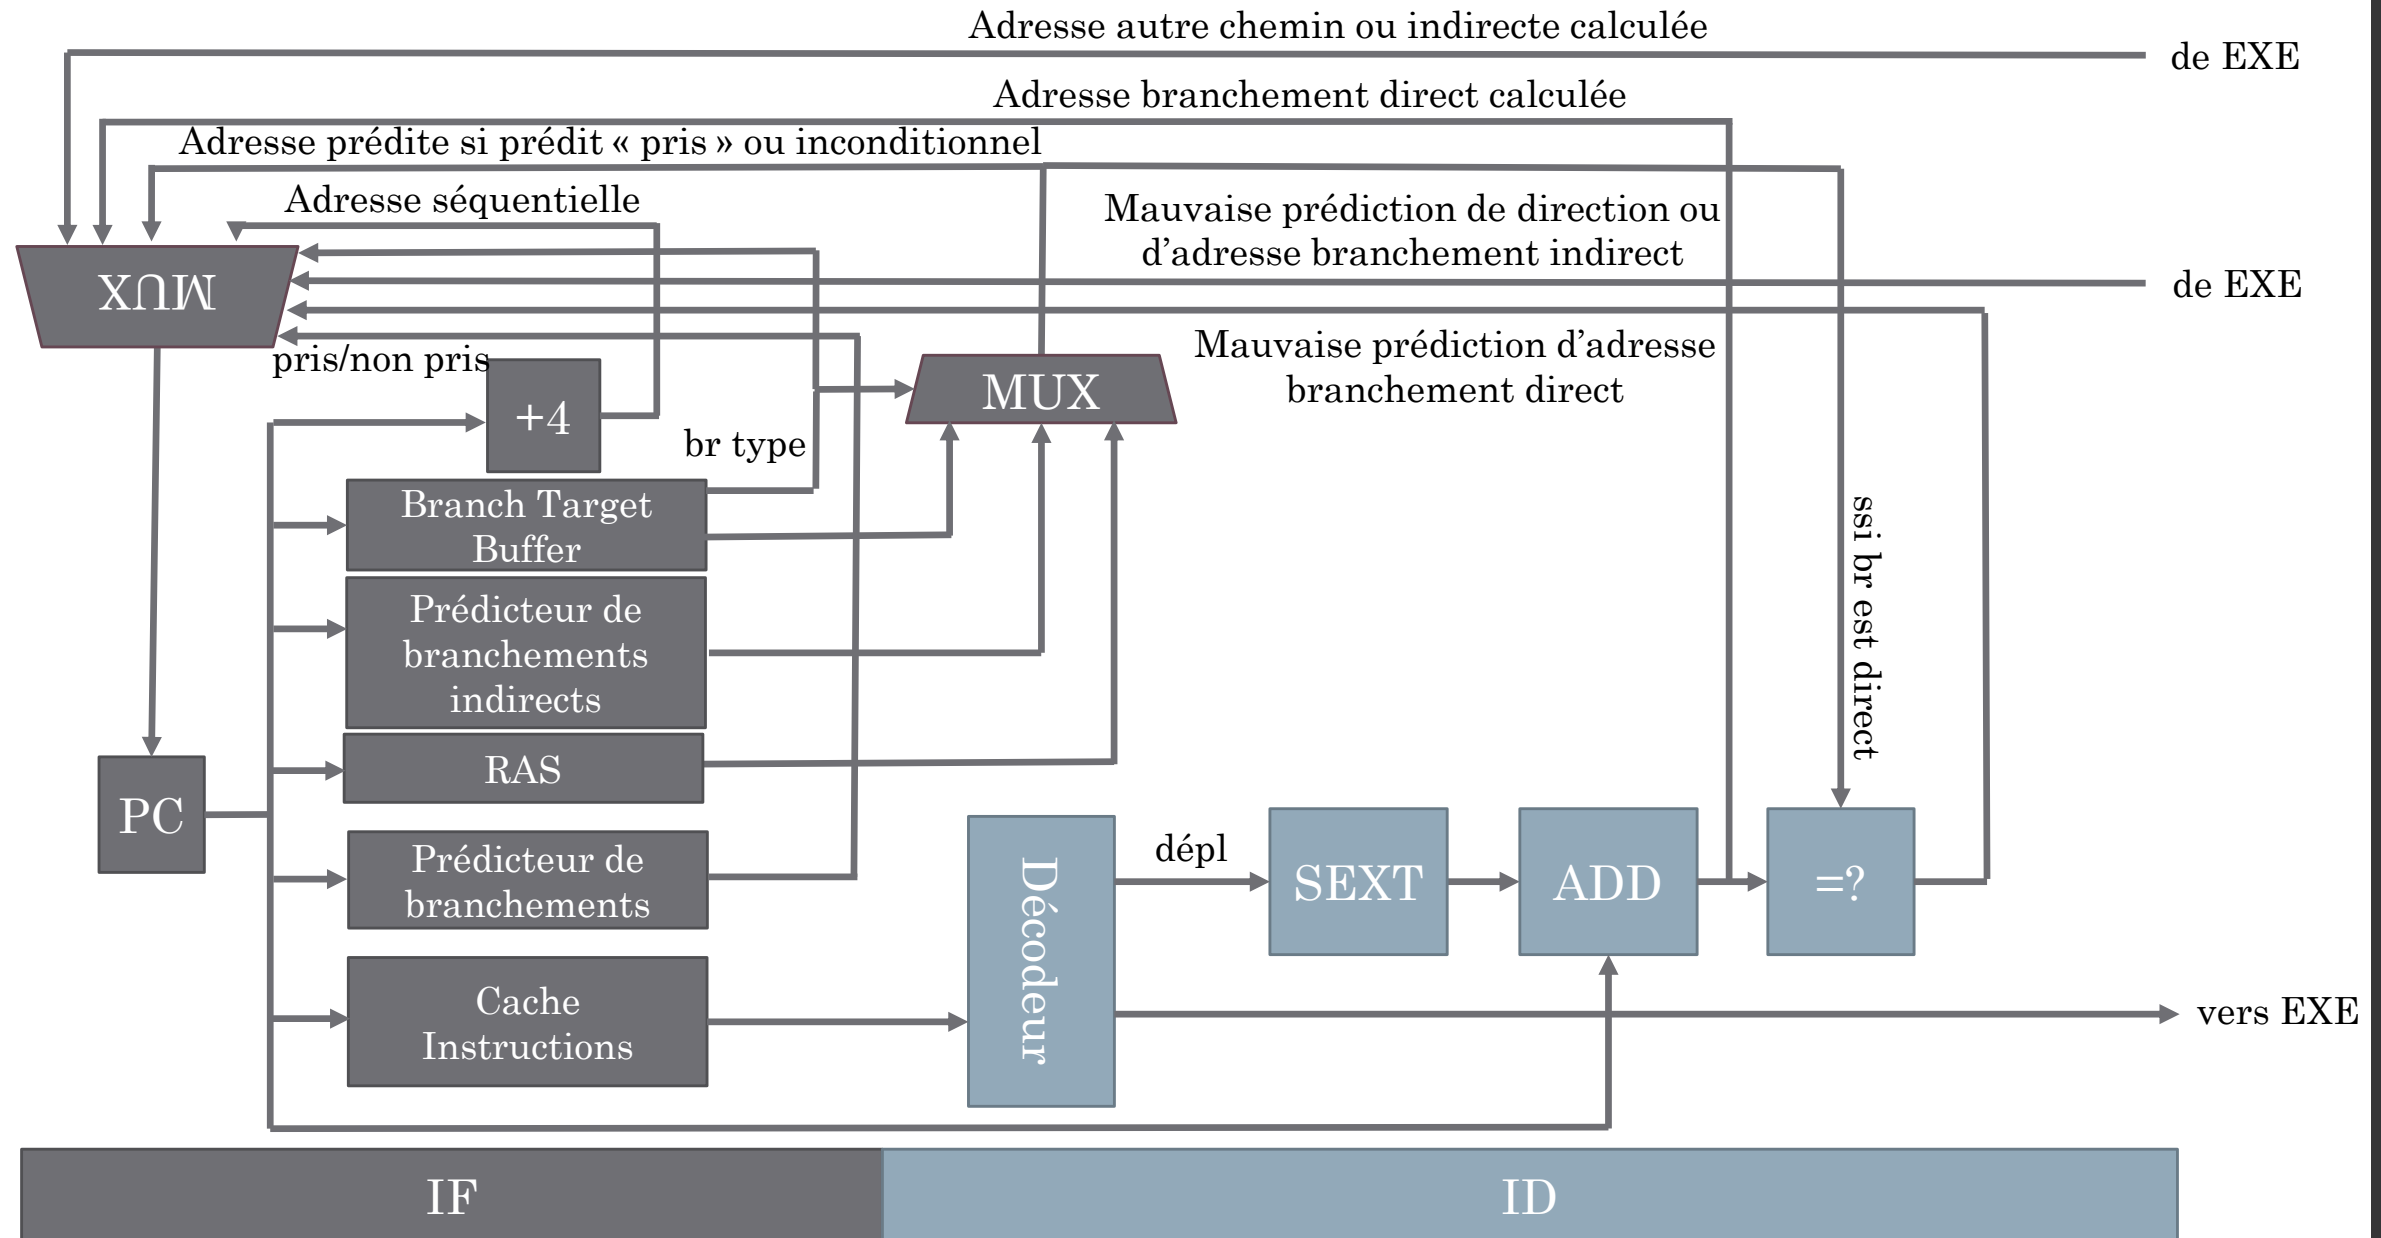 Adresse autre chemin ou indirecte calculée
de EXE
Adresse branchement direct calculée
Adresse prédite si prédit « pris » ou inconditionnel
Adresse séquentielle
Mauvaise prédiction de direction ou
d'adresse branchement indirect
MUX
de EXE
pris/non pris
Mauvaise prédiction d'adresse
branchement direct
MUX
+4
br type
Branch Target
Buffer
ssi br est direct
Prédicteur de
branchements
indirects
RAS
PC
Prédicteur de
branchements
Décodeur
dépl
SEXT
ADD
=?
Cache
Instructions
vers EXE
IF
ID